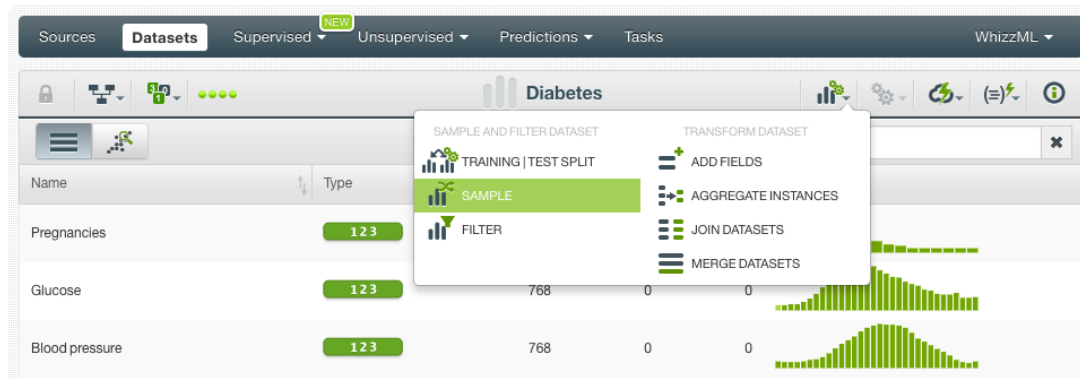 NEW
Sources Datasets Supervised Unsupervised Predictions Tasks WhizzML
Diabetes
SAMPLE AND FILTER DATASET TRANSFORM DATASET
TRAINING | TEST SPLIT ADD FIELDS
Name Type
SAMPLE AGGREGATE INSTANCES
Pregnancies 123 FILTER JOIN DATASETS
MERGE DATASETS
Glucose 123 768 0 0
Blood pressure 123 768 0 0